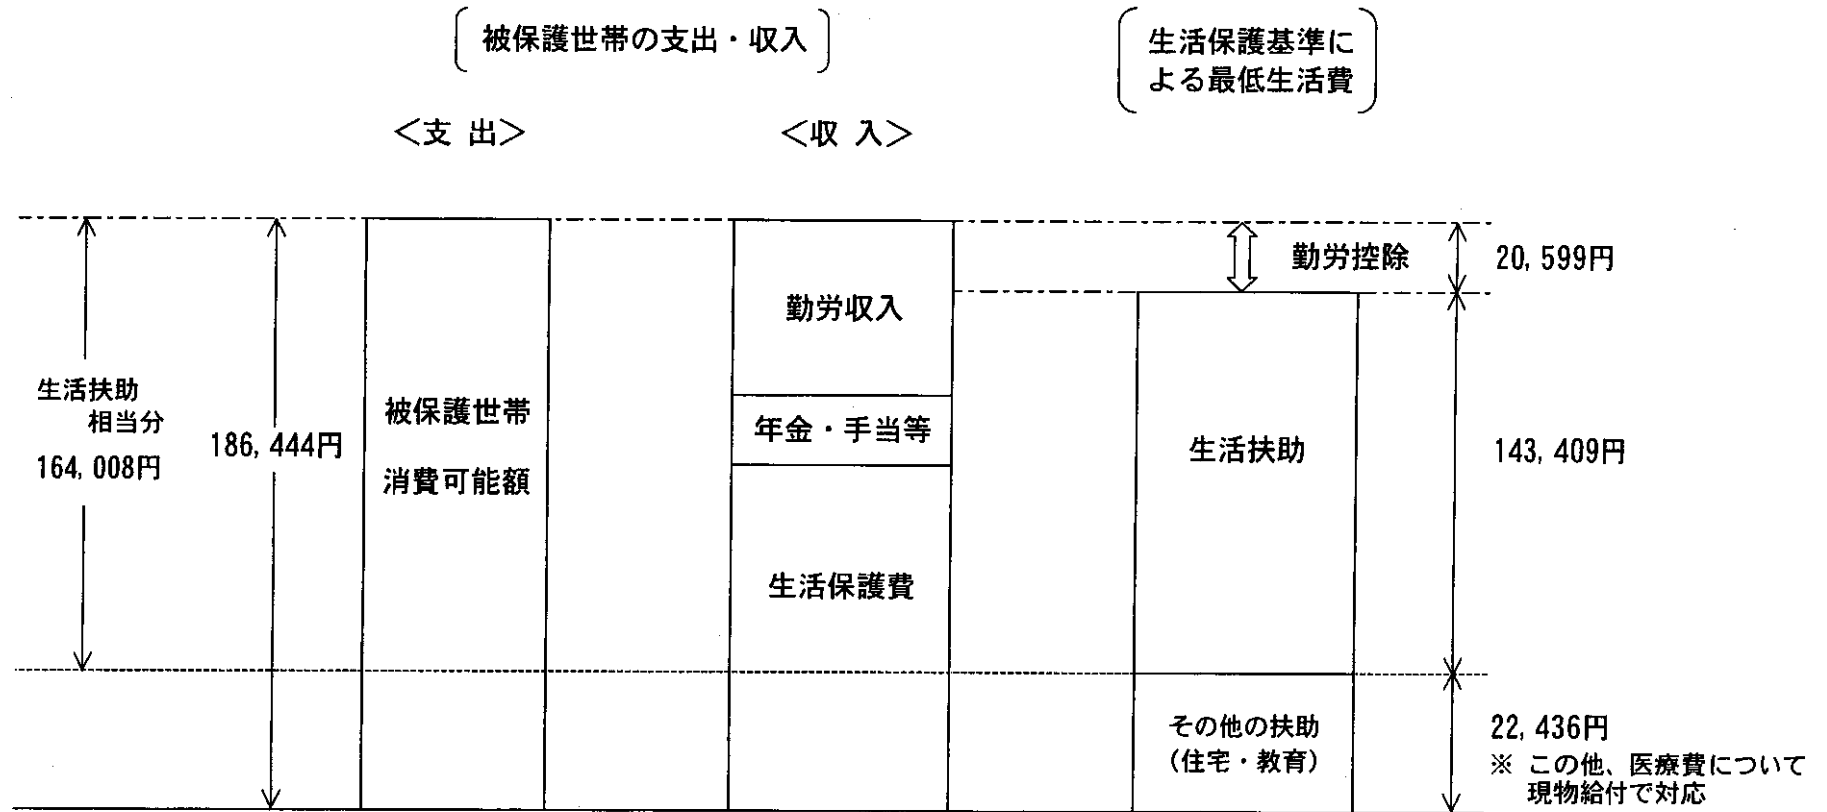 被保護世帯の支出・収入
生活保護基準に
よる最低生活費
＜支 出＞
＜収 入＞
生活扶助
相当分
164,008円
186,444円
被保護世帯
消費可能額
勤労収入
年金・手当等
生活保護費
勤労控除
20,599円
生活扶助
143,409円
その他の扶助
（住宅・教育）
22,436円
※ この他、医療費について
現物給付で対応